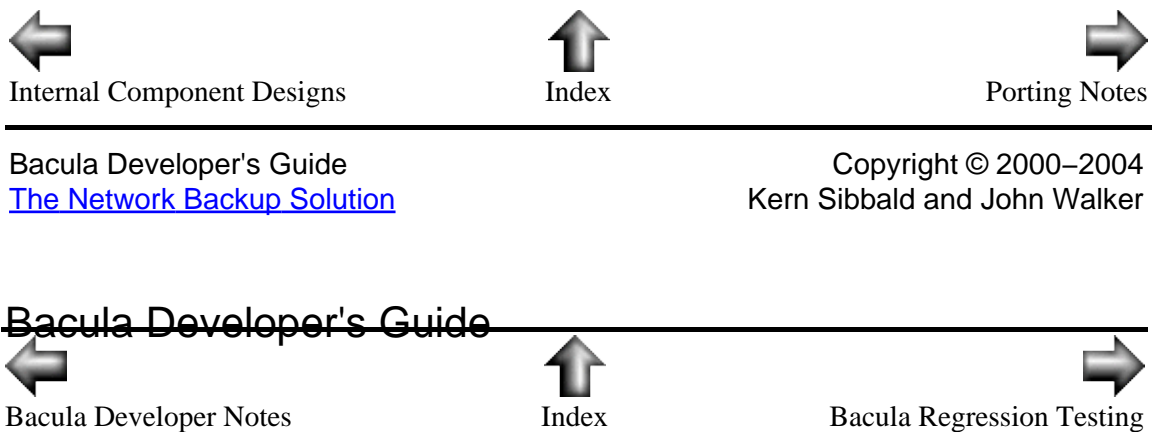 Internal Component Designs Index Porting Notes
Bacula Developer's Guide Copyright © 2000−2004
The Network Backup Solution Kern Sibbald and John Walker
Bacula Developer's Guide
Bacula Developer Notes Index Bacula Regression Testing